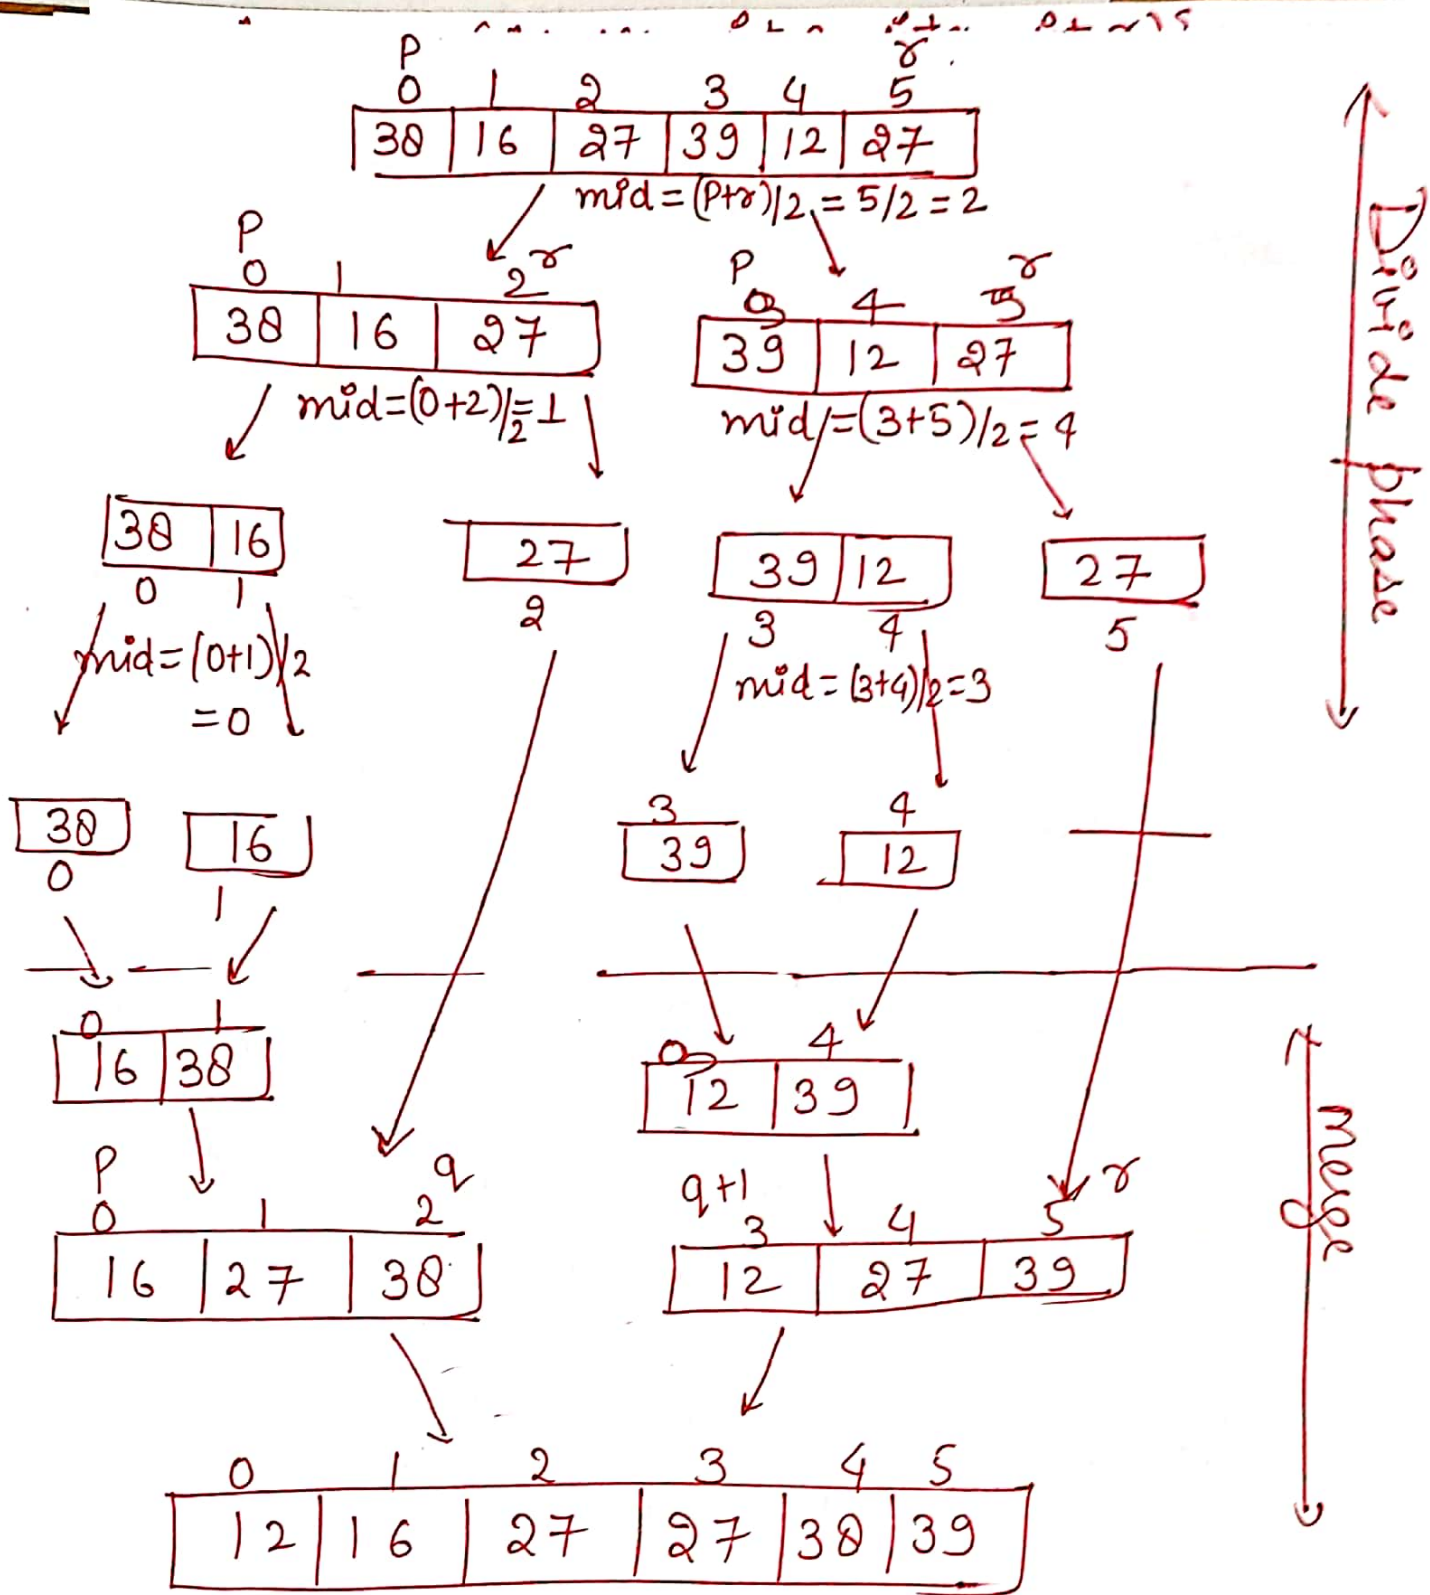 P r
0 1 2 3 4 5
38 16 27 39 12 27
mid=(P+r)/2 = 5/2 = 2
P
0 1 2 r
38 16 27
P r
3 4 5
39 12 27
mid=(0+2)/2=1
mid=(3+5)/2=4
38 16
0 1
27
2
39 12
3 4
27
5
mid=(0+1)/2
=0
mid=(3+4)/2=3
38
0
16
1
3
39
4
12
0 1
16 38
3 4
12 39
P q
0 1 2
16 27 38
q+1 r
3 4 5
12 27 39
0 1 2 3 4 5
12 16 27 27 38 39
Divide phase
merge